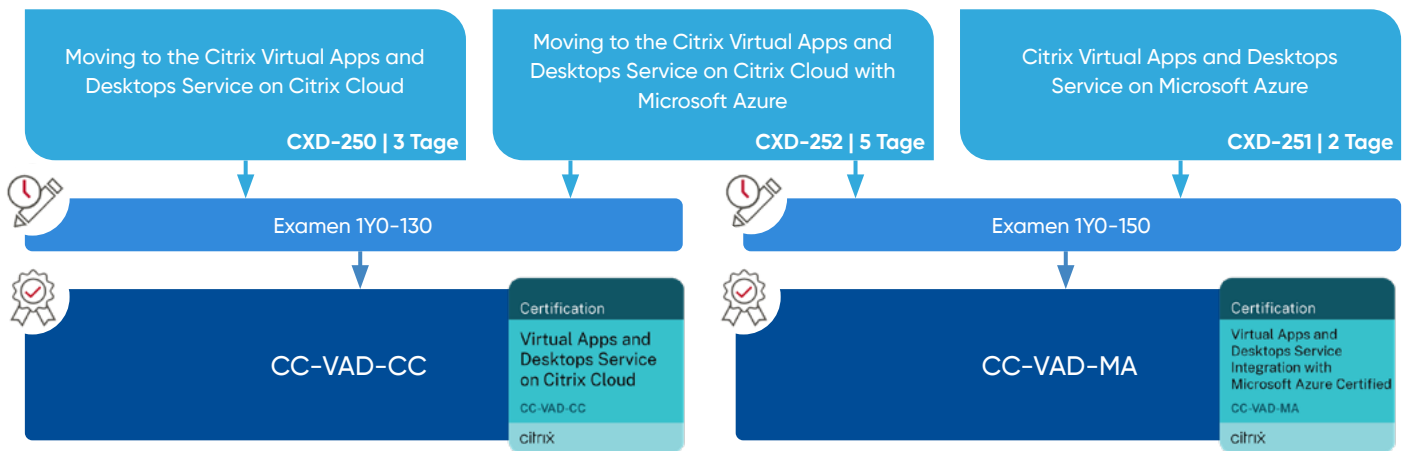 Moving to the Citrix Virtual Apps and
Desktops Service on Citrix Cloud
CXD-250 | 3 Tage
Moving to the Citrix Virtual Apps and
Desktops Service on Citrix Cloud with
Microsoft Azure
CXD-252 | 5 Tage
Citrix Virtual Apps and Desktops
Service on Microsoft Azure
CXD-251 | 2 Tage
Examen 1Y0-130
Examen 1Y0-150
CC-VAD-CC
Certification
Virtual Apps and
Desktops Service
on Citrix Cloud
CC-VAD-CC
citrix
CC-VAD-MA
Certification
Virtual Apps and
Desktops Service
Integration with
Microsoft Azure Certified
CC-VAD-MA
citrix